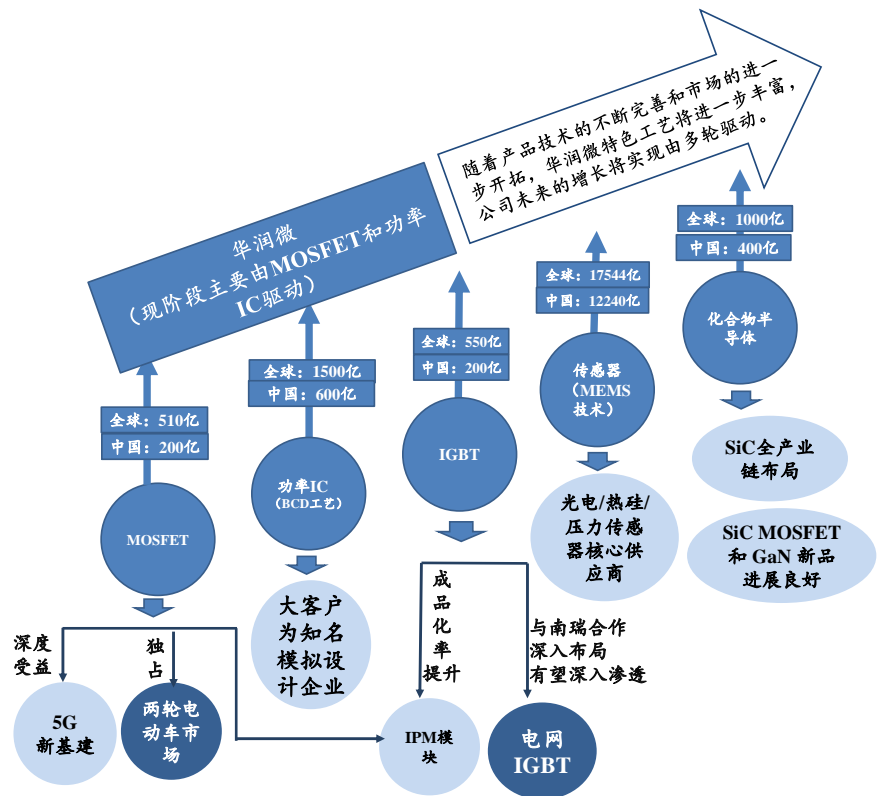 随着产品技术的不断完善和市场的进一
步开拓，华润微特色工艺将进一步丰富，
公司未来的增长将实现由多轮驱动。
华润微
（现阶段主要由MOSFET和功率
IC驱动）
全球：510亿
中国：200亿
MOSFET
全球：1500亿
中国：600亿
功率IC
（BCD工艺）
全球：550亿
中国：200亿
IGBT
全球：17544亿
中国：12240亿
传感器
（MEMS
技术）
全球：1000亿
中国：400亿
化合物半
导体
SiC全产业
链布局
SiC MOSFET
和 GaN 新品
进展良好
光电/热硅/
压力传感
器核心供
应商
大客户
为知名
模拟设
计企业
深度
受益
独
占
成
品
化
率
提升
与南瑞合作
深入布局
有望深入渗透
5G
新基建
两轮电
动车市
场
IPM模
块
电网
IGBT